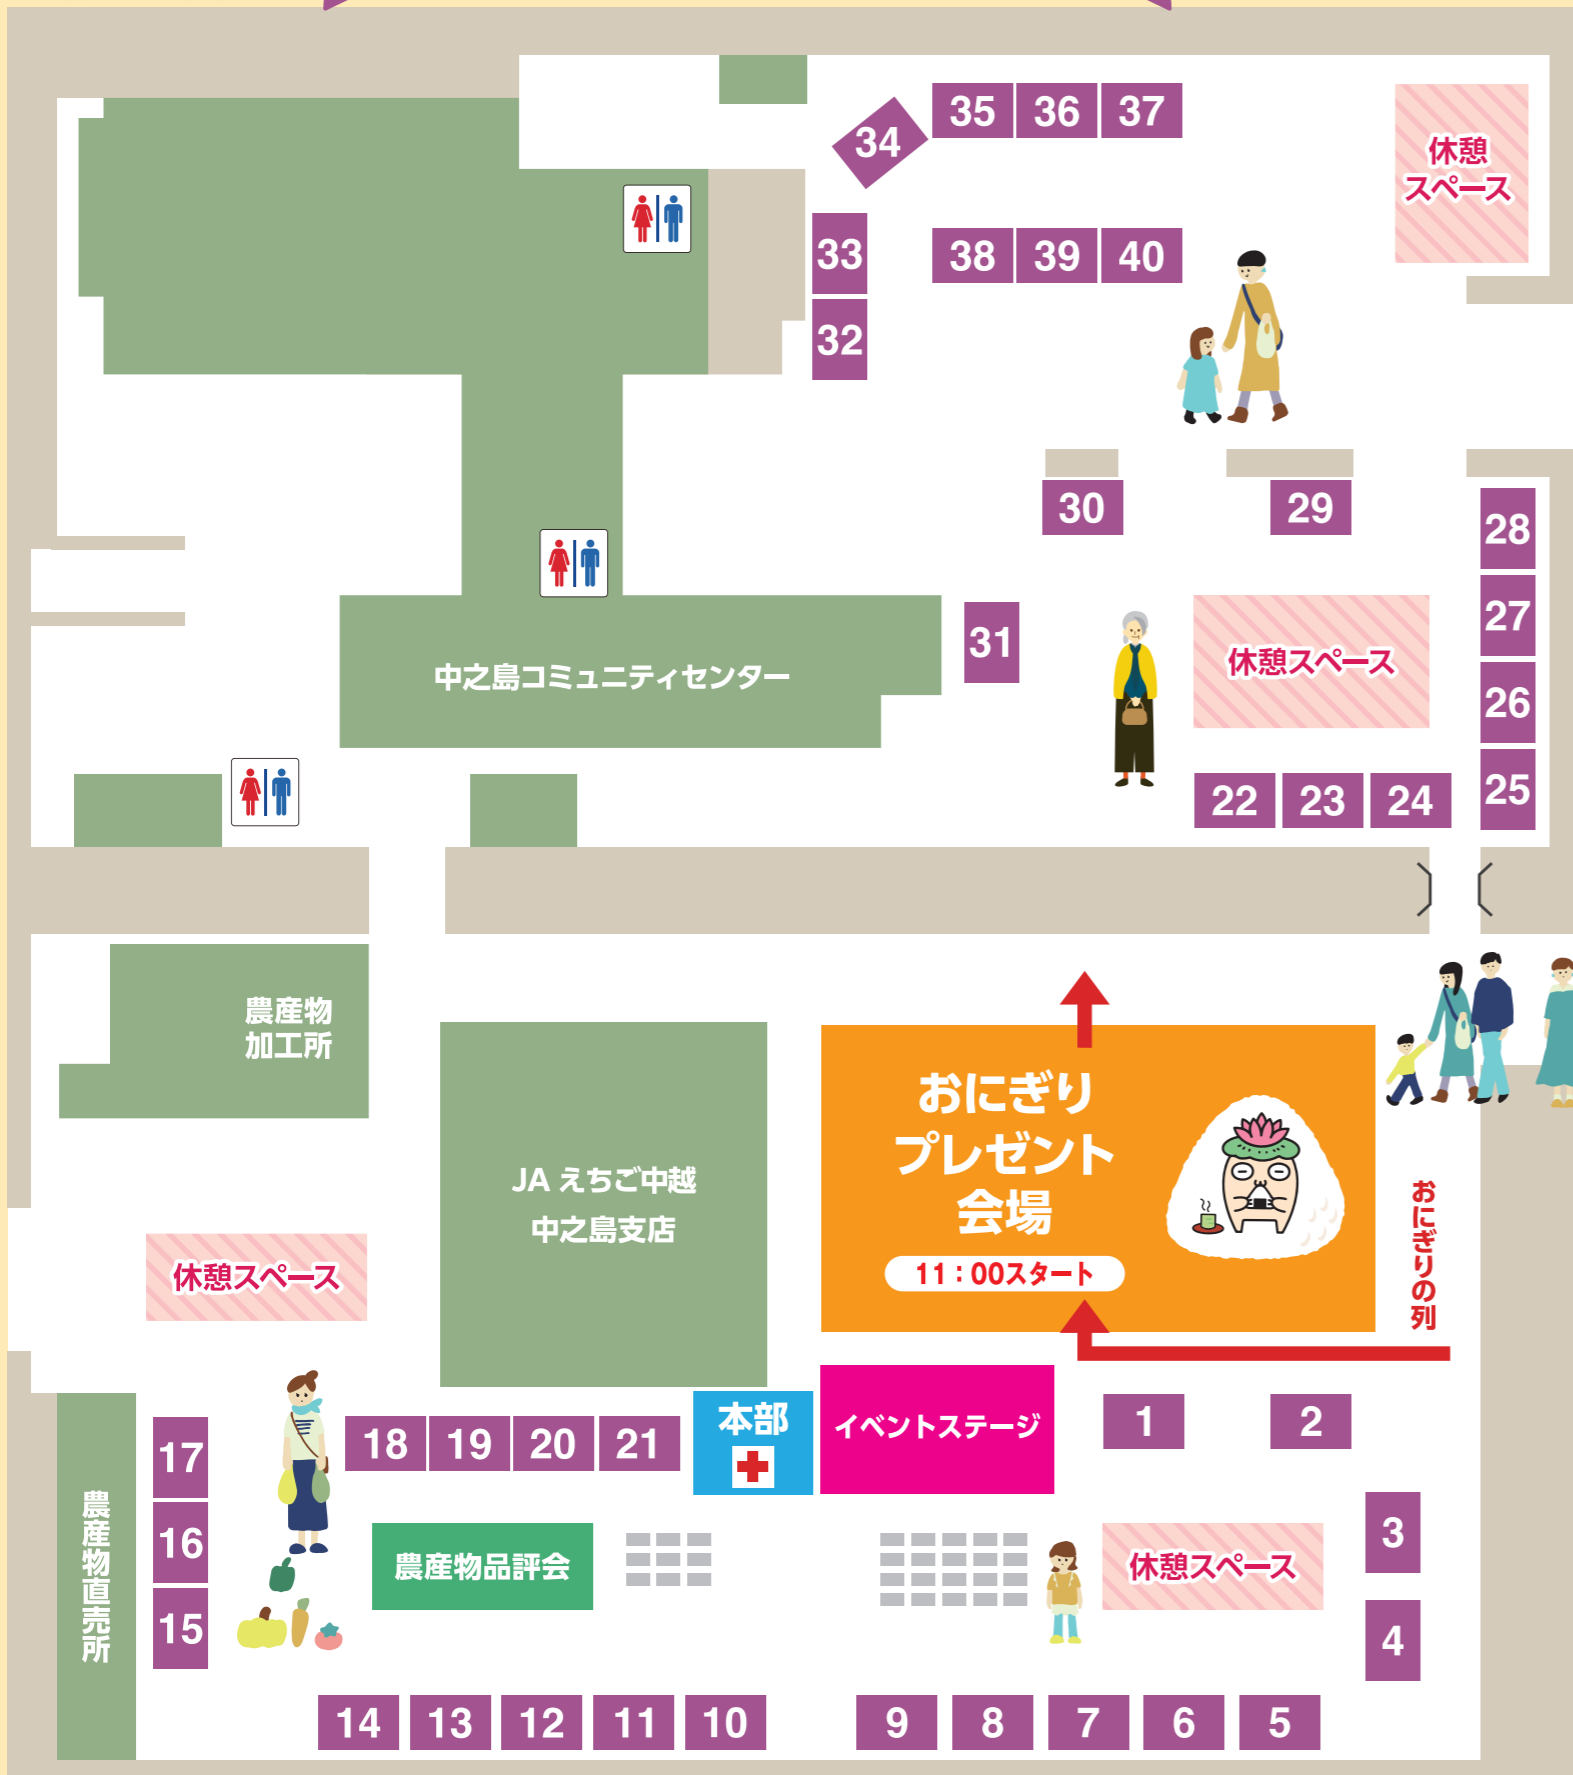 35 36 37
34
休憩
スペース
33
38 39 40
32
30
29
28
27
31
休憩スペース
中之島コミュニティセンター
26
25
22 23 24
農産物
加工所
おにぎり
プレゼント
会場
11：00スタート
おにぎりの列
JA えちご中越
中之島支店
休憩スペース
本部
イベントステージ
1
2
17
18 19 20 21
3
16
農産物品評会
休憩スペース
農産物直売所
15
4
14 13 12 11 10
9 8 7 6 5